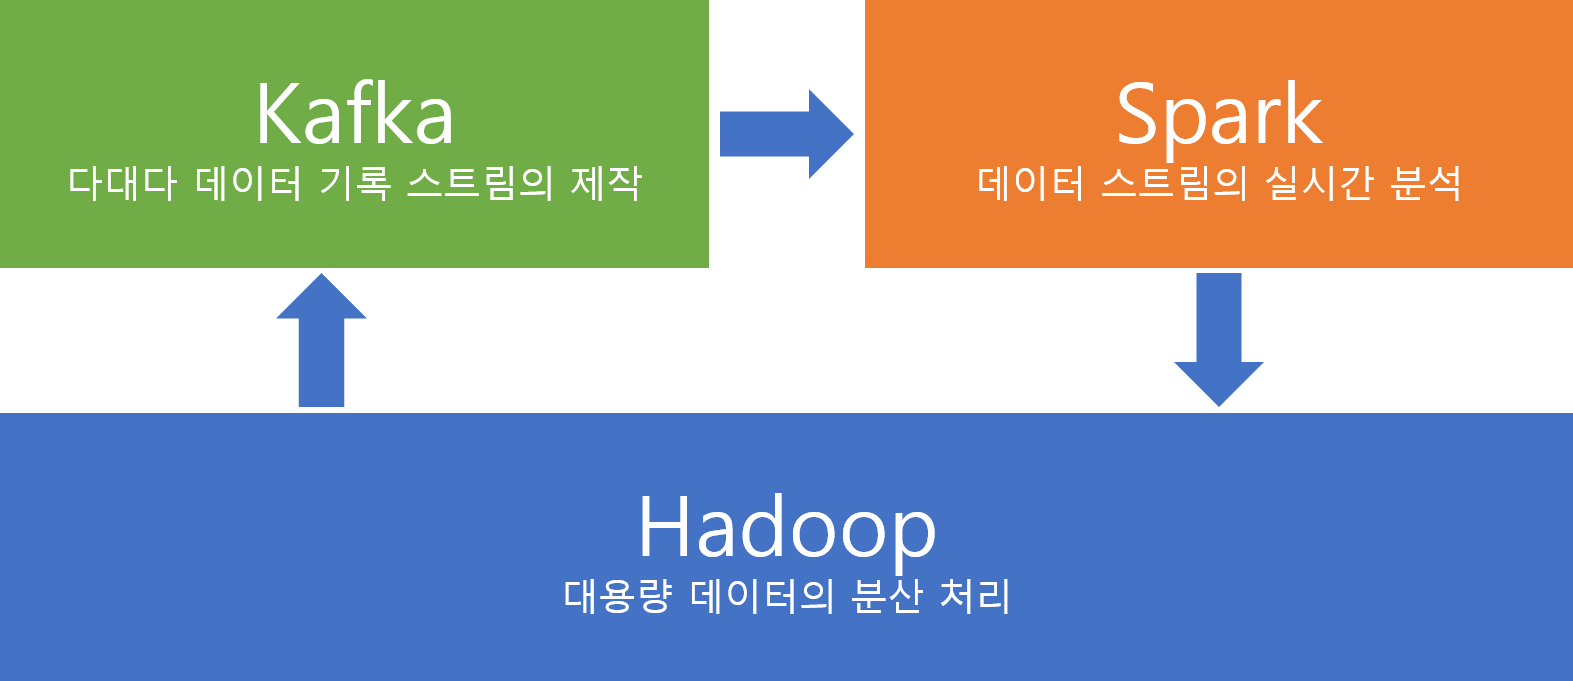 Kafka
다대다 데이터 기록 스트림의 제작
Spark
데이터 스트림의 실시간 분석
Hadoop
대용량 데이터의 분산 처리